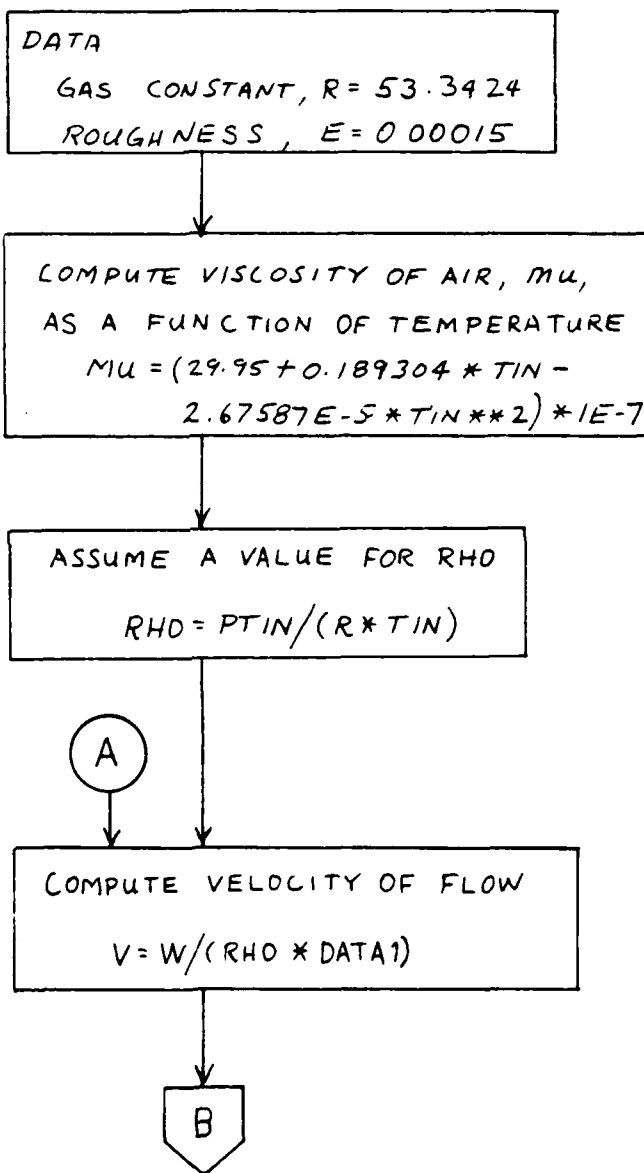 DATA
GAS CONSTANT, R = 53.3424
ROUGHNESS, E = 0 00015
COMPUTE VISCOSITY OF AIR, MU,
AS A FUNCTION OF TEMPERATURE
MU = (29.95 + 0.189304 * TIN -
2.67587E-5 * TIN ** 2) * 1E-7
ASSUME A VALUE FOR RHO
RHO = PTIN/(R * TIN)
A
COMPUTE VELOCITY OF FLOW
V = W/(RHO * DATA1)
B